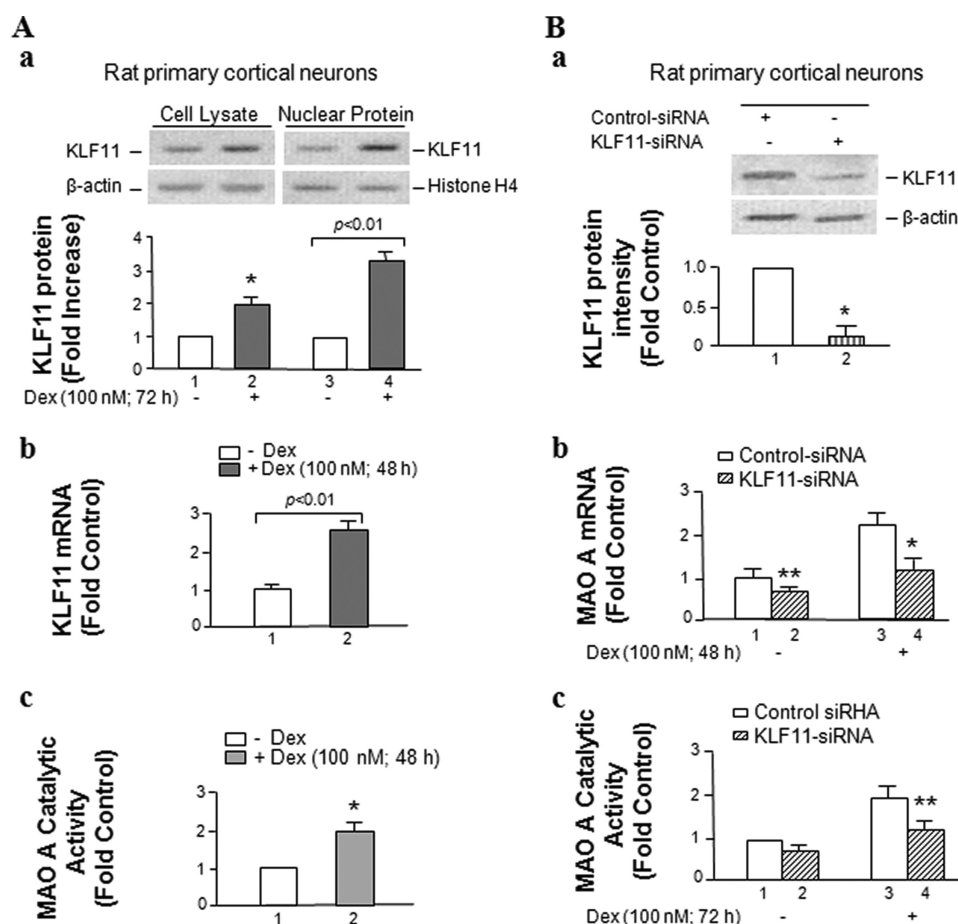 A
a
Rat primary cortical neurons
Cell Lysate Nuclear Protein
KLF11 KLF11
β-actin Histone H4
KLF11 protein
(Fold Increase)
4
3
2
1
0
*
p<0.01
1 2 3 4
Dex (100 nM; 72 h) - + - +
b
- Dex
+ Dex (100 nM; 48 h)
KLF11 mRNA
(Fold Control)
3
2
1
0
p<0.01
1 2
c
- Dex
+ Dex (100 nM; 48 h)
MAO A Catalytic
Activity
(Fold Control)
3
2
1
0
*
1 2
B
a
Rat primary cortical neurons
Control-siRNA + -
KLF11-siRNA - +
KLF11
β-actin
KLF11 protein
intensity
(Fold Control)
1.0
0.5
0
*
1 2
b
Control-siRNA
KLF11-siRNA
MAO A mRNA
(Fold Control)
3
2
1
0
**
*
1 2 3 4
Dex (100 nM; 48 h) - +
c
Control siRHA
KLF11-siRNA
MAO A Catalytic
Activity
(Fold Control)
3
2
1
0
**
1 2 3 4
Dex (100 nM; 72 h) - +